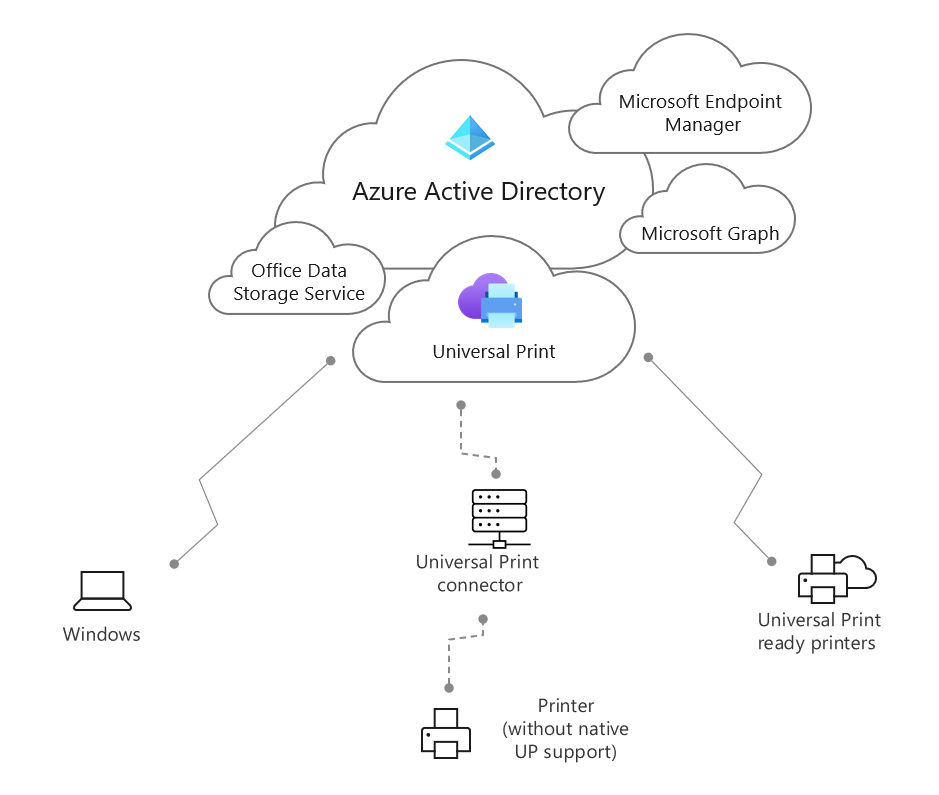 Microsoft Endpoint
Manager
Azure Active Directory
Microsoft Graph
Office Data
Storage Service
Universal Print
Universal Print
connector
Windows
Universal Print
ready printers
Printer
(without native
UP support)